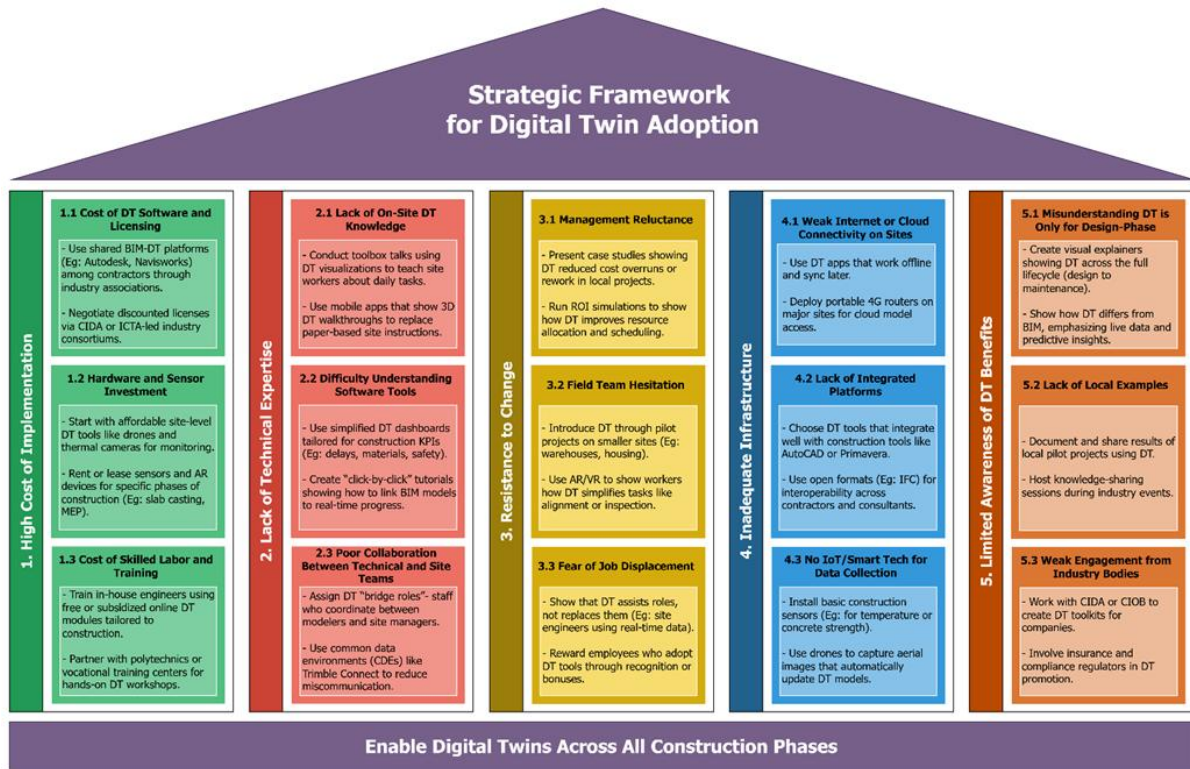 Strategic Framework
for Digital Twin Adoption
1. High Cost of Implementation
1.1 Cost of DT Software and
Licensing
- Use shared BIM-DT platforms
(Eg: Autodesk, Navisworks)
among contractors through
industry associations.
- Negotiate discounted licenses
via CIDA or ICTA-led industry
consortiums.
1.2 Hardware and Sensor
Investment
- Start with affordable site-level
DT tools like drones and
thermal cameras for monitoring.
- Rent or lease sensors and AR
devices for specific phases of
construction (Eg: slab casting,
MEP).
1.3 Cost of Skilled Labor and
Training
- Train in-house engineers using
free or subsidized online DT
modules tailored to
construction.
- Partner with polytechnics or
vocational training centers for
hands-on DT workshops.
2. Lack of Technical Expertise
2.1 Lack of On-Site DT
Knowledge
- Conduct toolbox talks using
DT visualizations to teach site
workers about daily tasks.
- Use mobile apps that show 3D
DT walkthroughs to replace
paper-based site instructions.
2.2 Difficulty Understanding
Software Tools
- Use simplified DT dashboards
tailored for construction KPIs
(Eg: delays, materials, safety).
- Create "click-by-click" tutorials
showing how to link BIM models
to real-time progress.
2.3 Poor Collaboration
Between Technical and Site
Teams
- Assign DT "bridge roles"- staff
who coordinate between
modelers and site managers.
- Use common data
environments (CDEs) like
Trimble Connect to reduce
miscommunication.
3. Resistance to Change
3.1 Management Reluctance
- Present case studies showing
DT reduced cost overruns or
rework in local projects.
- Run ROI simulations to show
how DT improves resource
allocation and scheduling.
3.2 Field Team Hesitation
- Introduce DT through pilot
projects on smaller sites (Eg:
warehouses, housing).
- Use AR/VR to show workers
how DT simplifies tasks like
alignment or inspection.
3.3 Fear of Job Displacement
- Show that DT assists roles,
not replaces them (Eg: site
engineers using real-time data).
- Reward employees who adopt
DT tools through recognition or
bonuses.
4. Inadequate Infrastructure
4.1 Weak Internet or Cloud
Connectivity on Sites
- Use DT apps that work offline
and sync later.
- Deploy portable 4G routers on
major sites for cloud model
access.
4.2 Lack of Integrated
Platforms
- Choose DT tools that integrate
well with construction tools like
AutoCAD or Primavera.
- Use open formats (Eg: IFC) for
interoperability across
contractors and consultants.
4.3 No IoT/Smart Tech for
Data Collection
- Install basic construction
sensors (Eg: for temperature or
concrete strength).
- Use drones to capture aerial
images that automatically
update DT models.
5. Limited Awareness of DT Benefits
5.1 Misunderstanding DT is
Only for Design-Phase
- Create visual explainers
showing DT across the full
lifecycle (design to
maintenance).
- Show how DT differs from
BIM, emphasizing live data and
predictive insights.
5.2 Lack of Local Examples
- Document and share results of
local pilot projects using DT.
- Host knowledge-sharing
sessions during industry events.
5.3 Weak Engagement from
Industry Bodies
- Work with CIDA or CIOB to
create DT toolkits for
companies.
- Involve insurance and
compliance regulators in DT
promotion.
Enable Digital Twins Across All Construction Phases